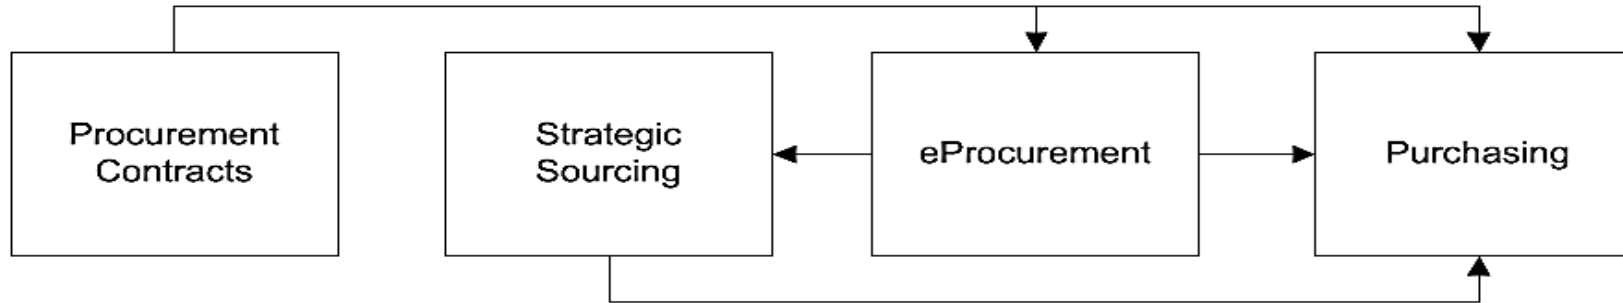 Procurement
Contracts
Strategic
Sourcing
eProcurement
Purchasing